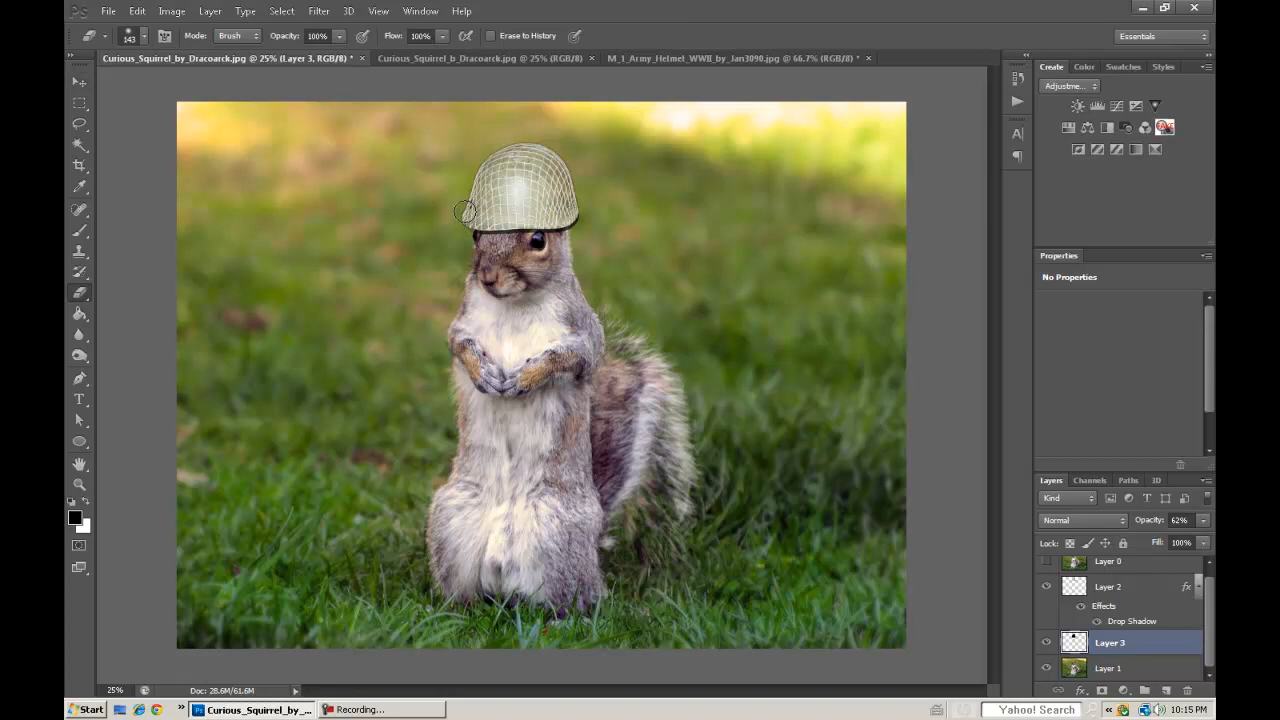 Ps File Edit Image Layer Type Select Filter 3D View Window Help
143 Mode: Brush Opacity: 100% Flow: 100% Erase to History Essentials
Curious_Squirrel_by_Dracoarck.jpg @ 25% (Layer 3, RGB/8) * × Curious_Squirrel_b_Dracoarck.jpg @ 25% (RGB/8) × M_1_Army_Helmet_WWII_by_Jan3090.jpg @ 66.7% (RGB/8) * ×
Create Color Swatches Styles
Adjustme...
Properties
No Properties
Layers Channels Paths 3D
Kind
Normal Opacity: 62%
Lock: Fill: 100%
Layer 0
Layer 2 fx
Effects
Drop Shadow
Layer 3
Layer 1
25% Doc: 28.6M/61.6M
Start Curious_Squirrel_by_... Recording... Yahoo! Search 10:15 PM